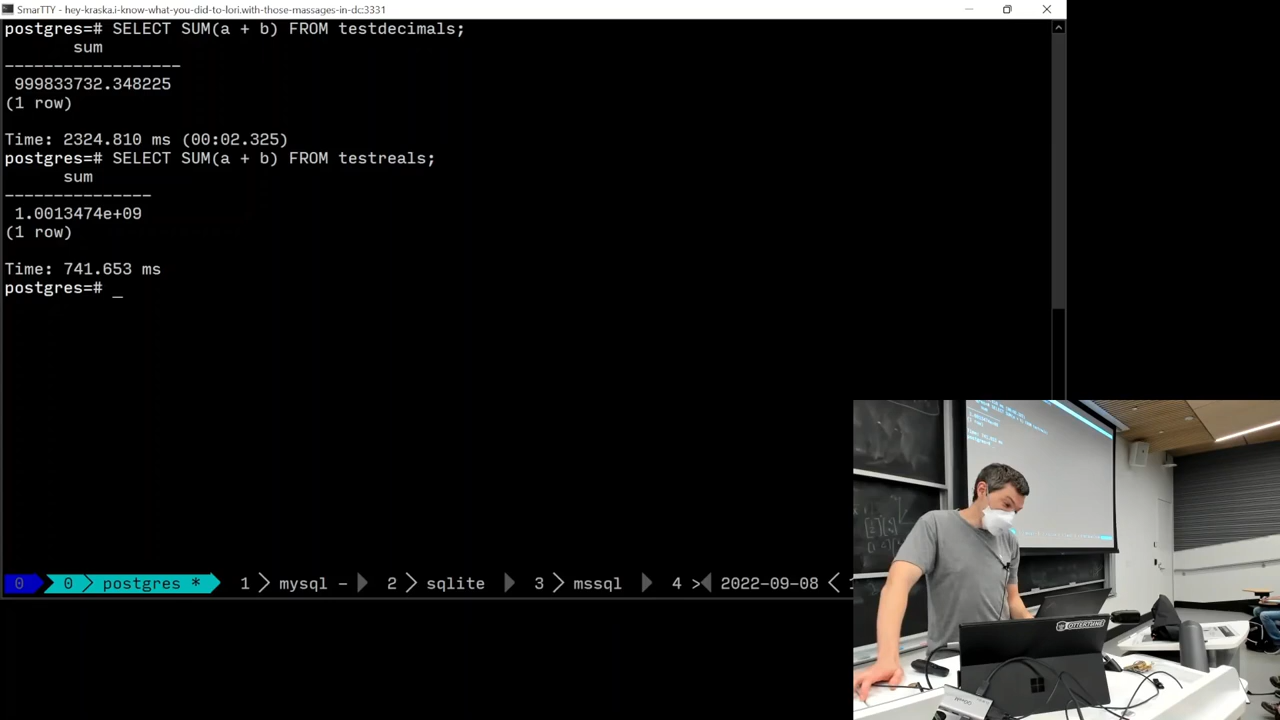 SmarTTY - hey-kraska.i-know-what-you-did-to-lori.with-those-massages-in-dc:3331
postgres=# SELECT SUM(a + b) FROM testdecimals;
sum
------------------
999833732.348225
(1 row)
Time: 2324.810 ms (00:02.325)
postgres=# SELECT SUM(a + b) FROM testreals;
sum
---------------
1.0013474e+09
(1 row)
Time: 741.653 ms
postgres=# _
0 0 postgres * 1 mysql - 2 sqlite 3 mssql 4 > 2022-09-08
OTTERTUNE